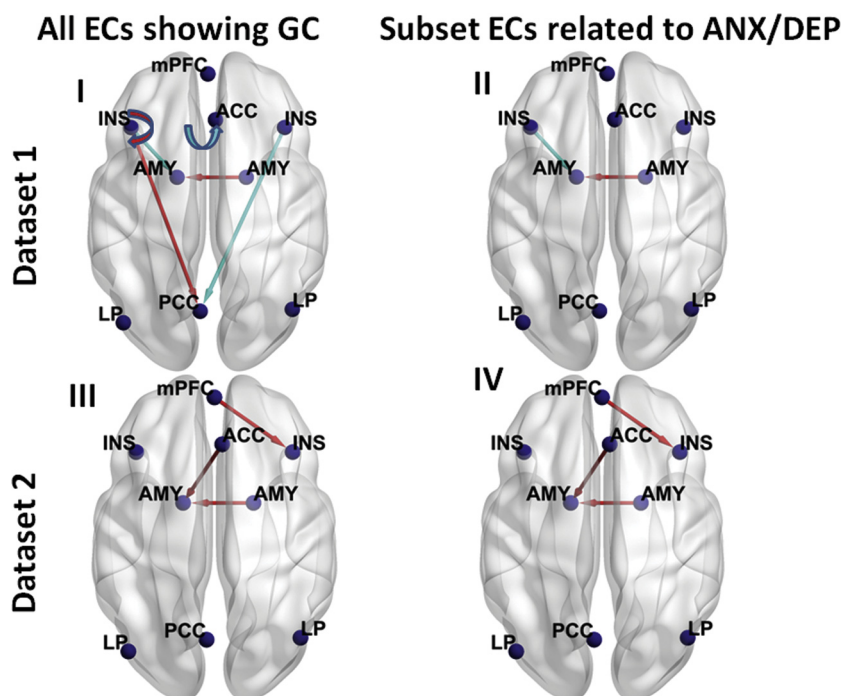 All ECs showing GC
Subset ECs related to ANX/DEP
Dataset 1
I
mPFC
ACC
INS
INS
AMY
AMY
PCC
LP
LP
II
mPFC
ACC
INS
INS
AMY
AMY
PCC
LP
LP
Dataset 2
III
mPFC
ACC
INS
INS
AMY
AMY
PCC
LP
LP
IV
mPFC
ACC
INS
INS
AMY
AMY
PCC
LP
LP